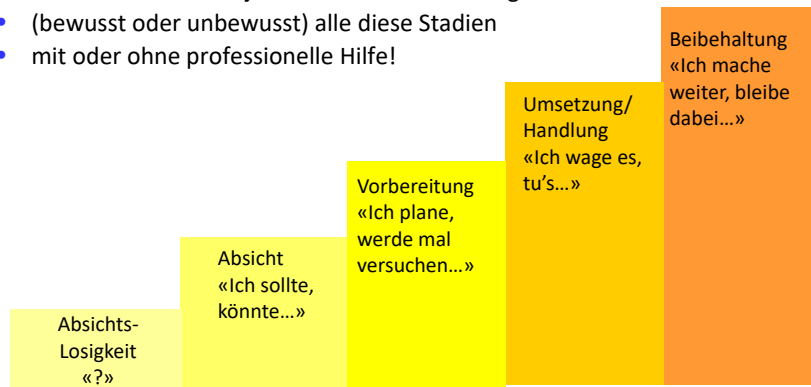 • (bewusst oder unbewusst) alle diese Stadien
• mit oder ohne professionelle Hilfe!
Absichts-
Losigkeit
«?»
Absicht
«Ich sollte,
könnte…»
Vorbereitung
«Ich plane,
werde mal
versuchen…»
Umsetzung/
Handlung
«Ich wage es,
tu’s…»
Beibehaltung
«Ich mache
weiter, bleibe
dabei…»